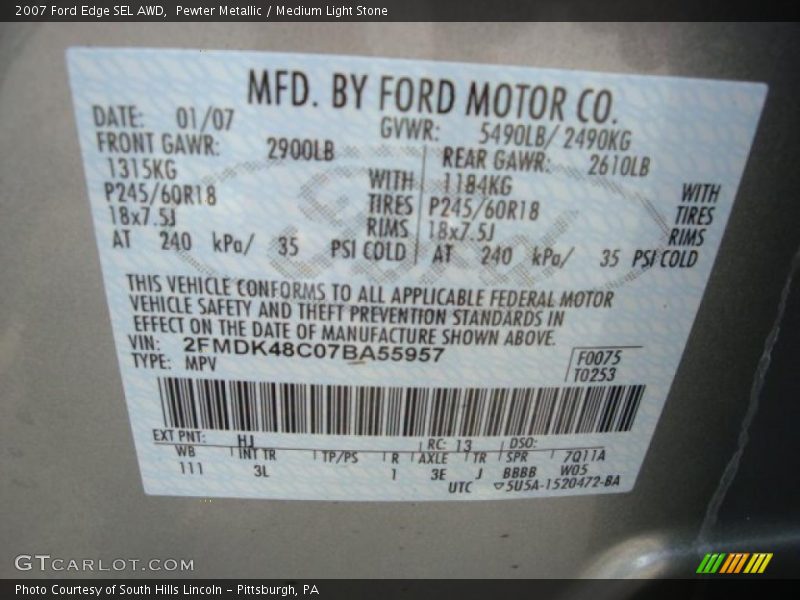 2007 Ford Edge SEL AWD, Pewter Metallic / Medium Light Stone
MFD. BY FORD MOTOR CO.
DATE: 01/07 GVWR: 5490LB/ 2490KG
FRONT GAWR: 2900LB REAR GAWR: 2610LB
1315KG WITH 1184KG WITH
P245/60R18 TIRES P245/60R18 TIRES
18x7.5J RIMS 18x7.5J RIMS
AT 240 kPa/ 35 PSI COLD AT 240 kPa/ 35 PSI COLD
THIS VEHICLE CONFORMS TO ALL APPLICABLE FEDERAL MOTOR
VEHICLE SAFETY AND THEFT PREVENTION STANDARDS IN
EFFECT ON THE DATE OF MANUFACTURE SHOWN ABOVE.
VIN: 2FMDK48C07BA55957
TYPE: MPV
F0075
T0253
EXT PNT: HJ RC: 13 DSO:
WB INT TR TP/PS R AXLE TR SPR 7Q11A
111 3L 1 3E J BBBB W05
UTC ▽5U5A-1520472-BA
Ford
GTCARLOT.COM
Photo Courtesy of South Hills Lincoln - Pittsburgh, PA